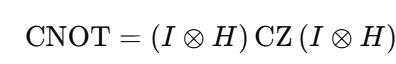 CNOT = (I ⊗ H) CZ (I ⊗ H)